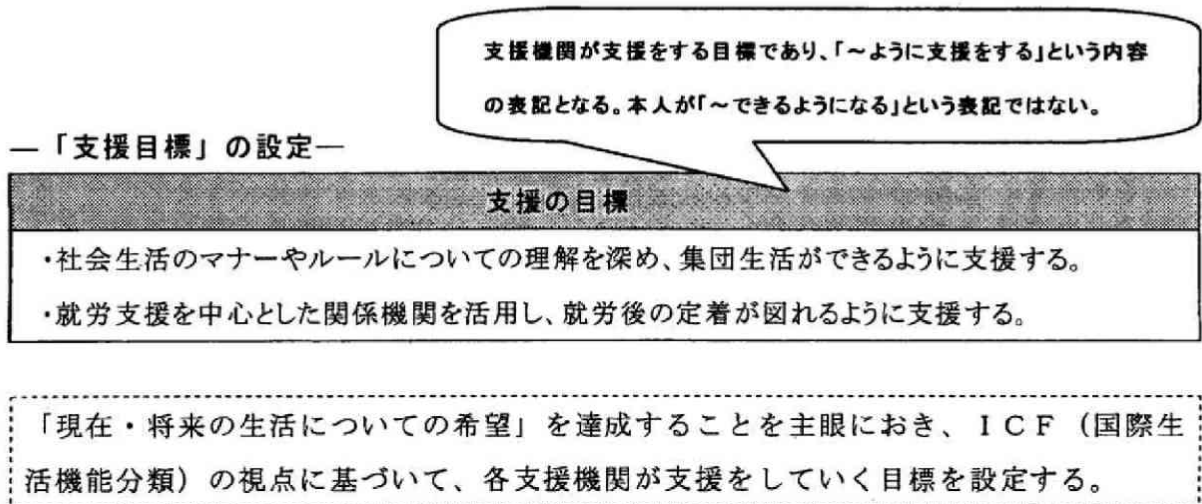 支援機関が支援をする目標であり、「～ように支援をする」という内容
の表記となる。本人が「～できるようになる」という表記ではない。
―「支援目標」の設定―
支援の目標
・社会生活のマナーやルールについての理解を深め、集団生活ができるように支援する。
・就労支援を中心とした関係機関を活用し、就労後の定着が図れるように支援する。
「現在・将来の生活についての希望」を達成することを主眼におき、ＩＣＦ（国際生
活機能分類）の視点に基づいて、各支援機関が支援をしていく目標を設定する。